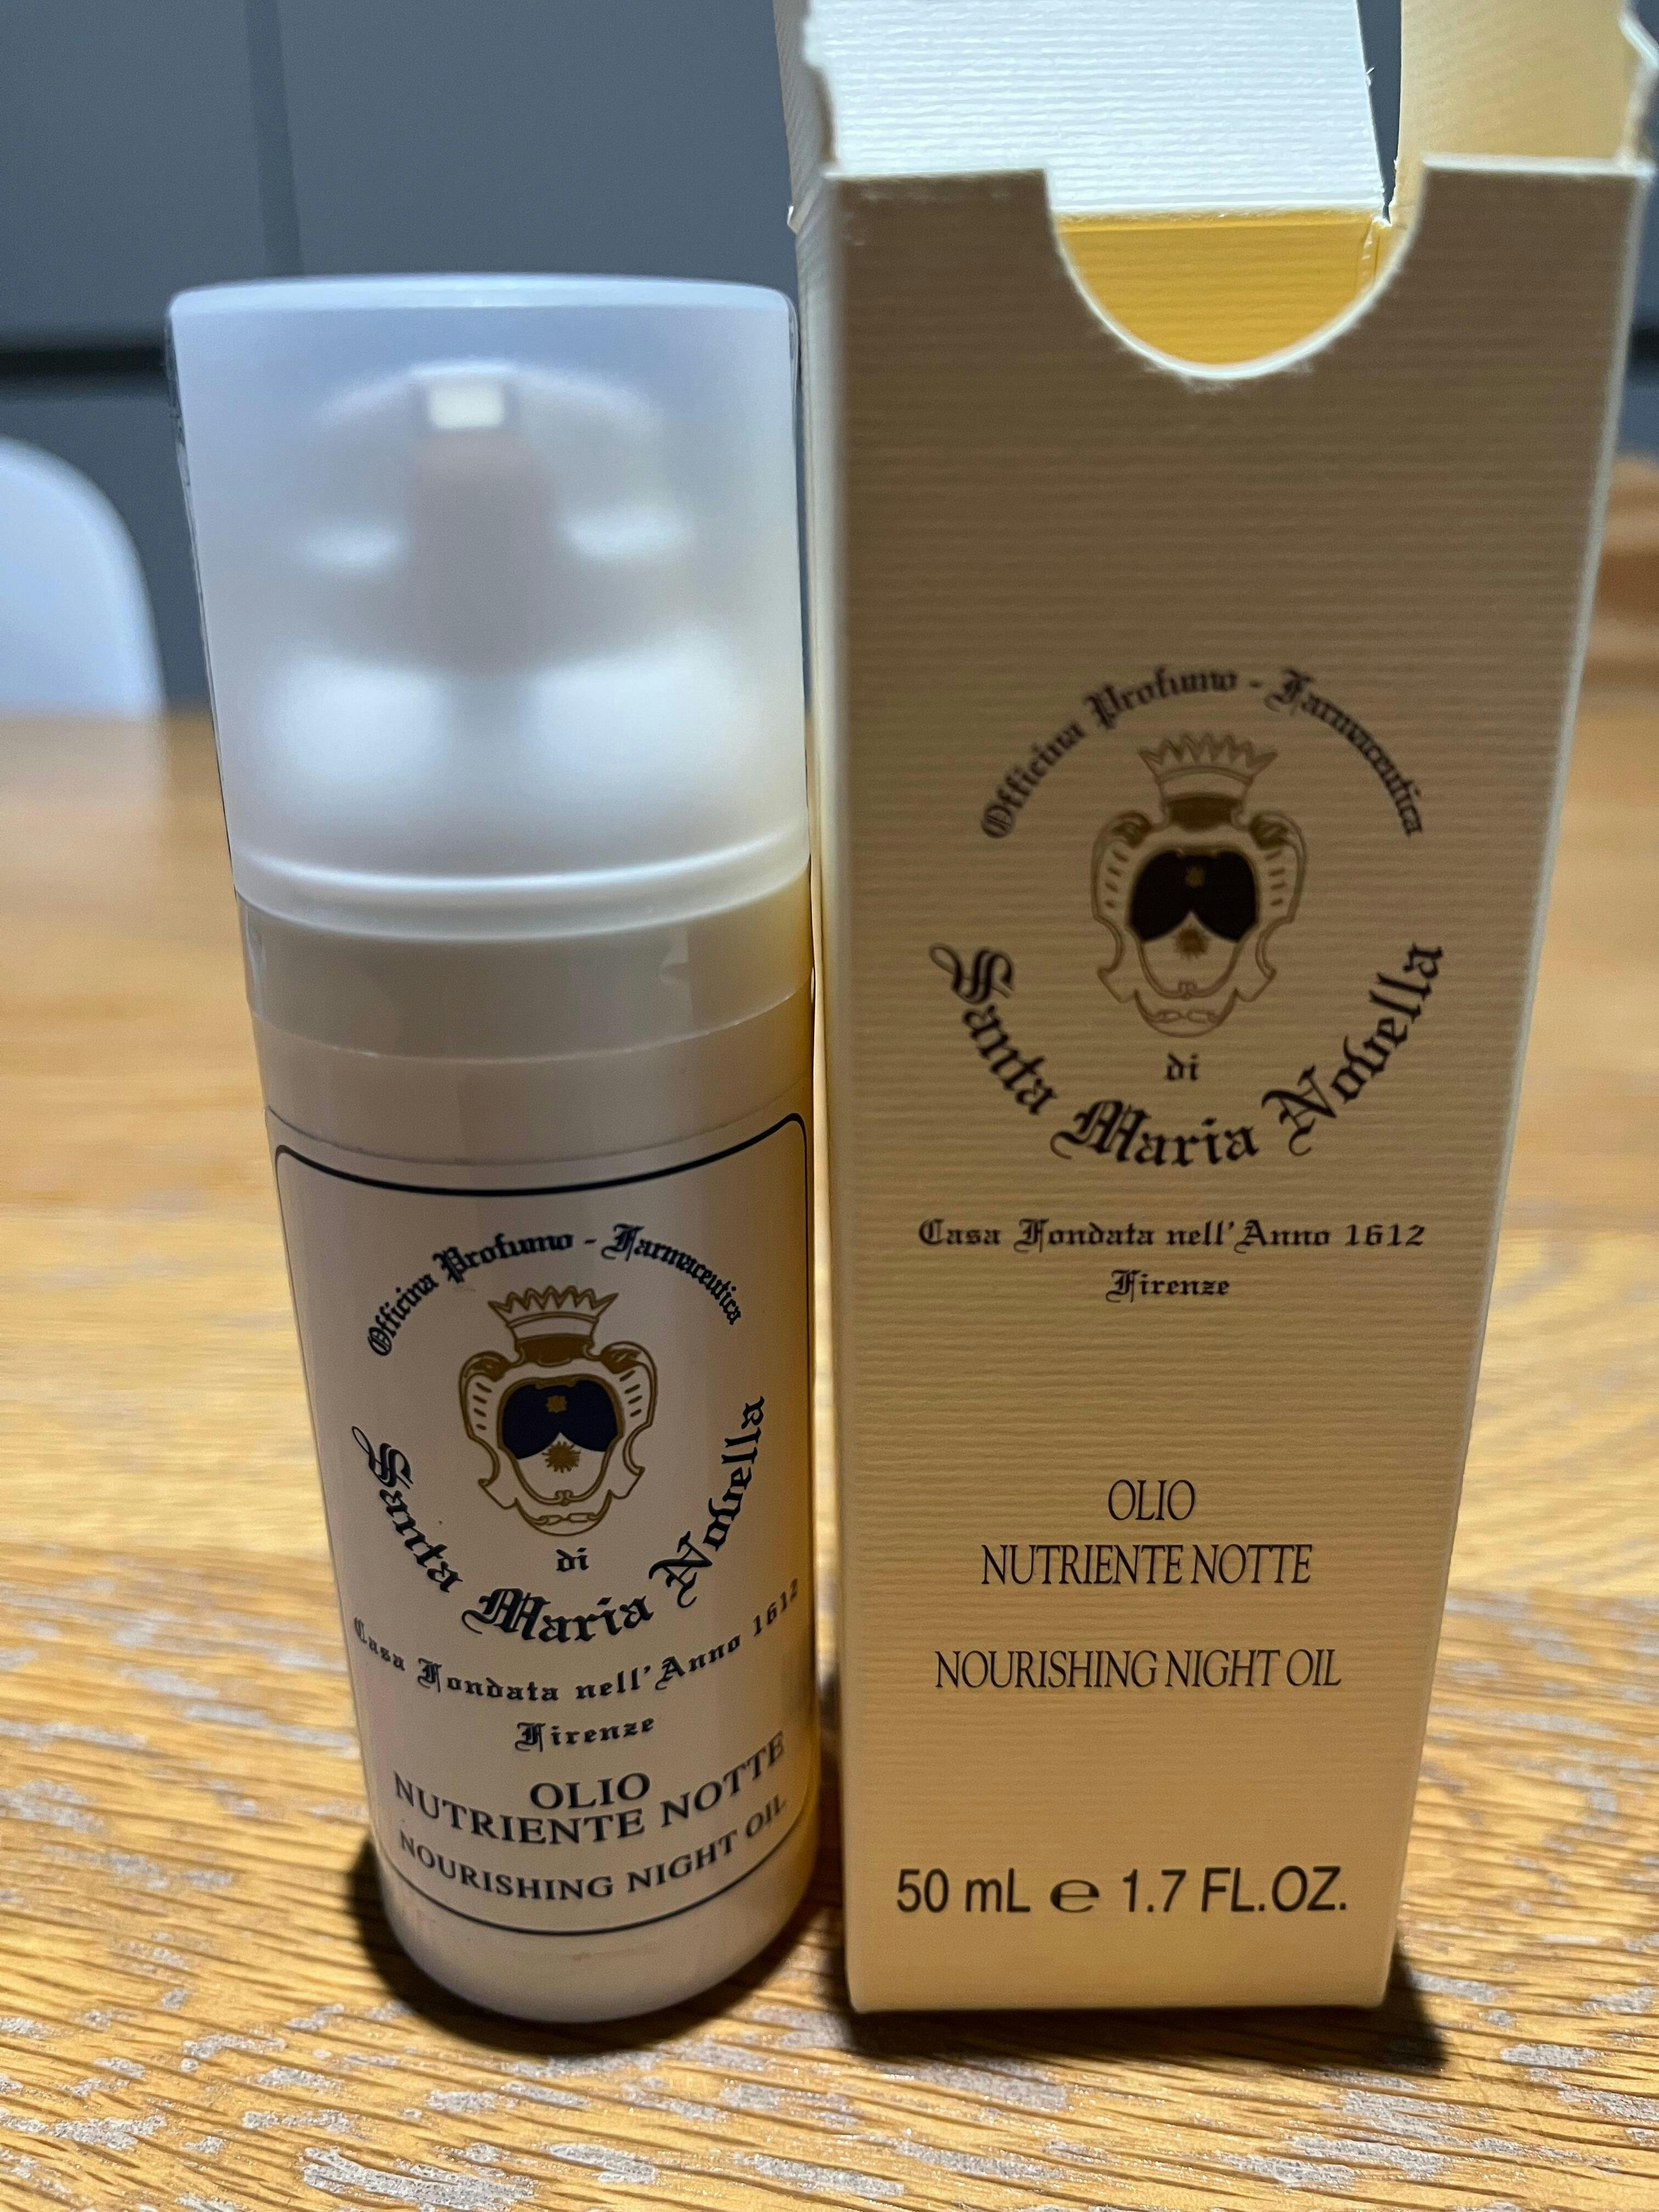 Officina Profumo - Farmaceutica
di
Santa Maria Novella
Casa Fondata nell'Anno 1612
Firenze
OLIO
NUTRIENTE NOTTE
NOURISHING NIGHT OIL
Officina Profumo - Farmaceutica
di
Santa Maria Novella
Casa Fondata nell'Anno 1612
Firenze
OLIO
NUTRIENTE NOTTE
NOURISHING NIGHT OIL
50 mL ℮ 1.7 FL.OZ.